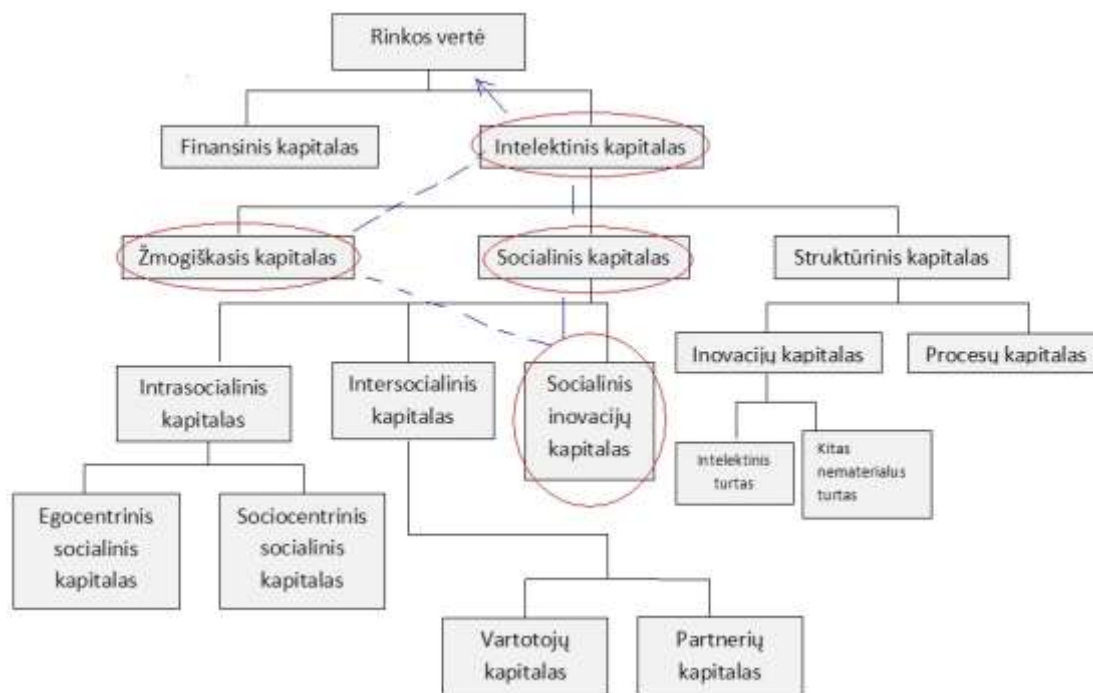 Rinkos vertė
Finansinis kapitalas
Intelektinis kapitalas
Žmogiškasis kapitalas
Socialinis kapitalas
Struktūrinis kapitalas
Inovacijų kapitalas
Procesų kapitalas
Intrasocialinis
kapitalas
Intersocialinis
kapitalas
Socialinis
inovacijų
kapitalas
Intelektinis
turtas
Kitas
nematerialus
turtas
Egocentrinis
socialinis
kapitalas
Sociocentrinis
socialinis
kapitalas
Vartotojų
kapitalas
Partnerių
kapitalas